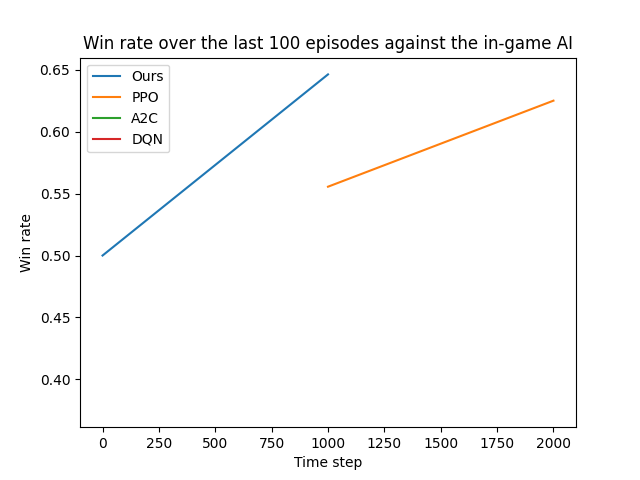 Win rate over the last 100 episodes against the in-game AI
Ours
PPO
A2C
DQN
0.65
0.60
0.55
0.50
0.45
0.40
Win rate
0 250 500 750 1000 1250 1500 1750 2000
Time step